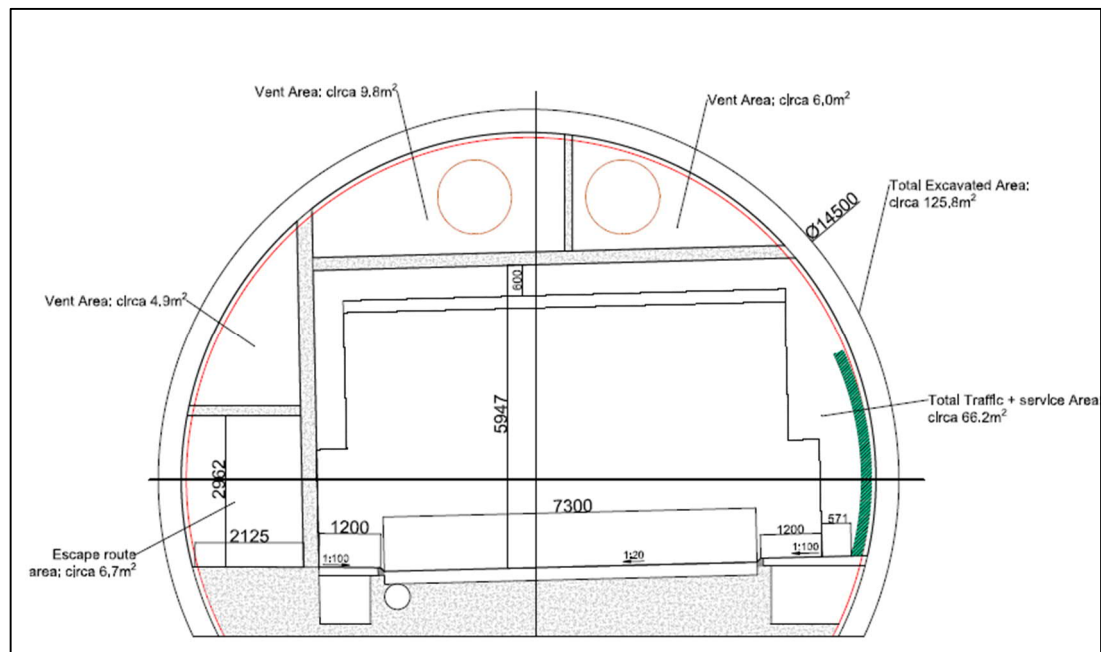 Vent Area: circa 9.8m²
Vent Area; circa 6.0m²
Total Excavated Area:
circa 125.8m²
Ø14500
600
Vent Area: circa 4.9m²
Total Traffic + service Area
circa 66.2m²
5947
2962
7300
2125
1200
1200
571
Escape route
area; circa 6.7m²
1:100
1:20
1:100